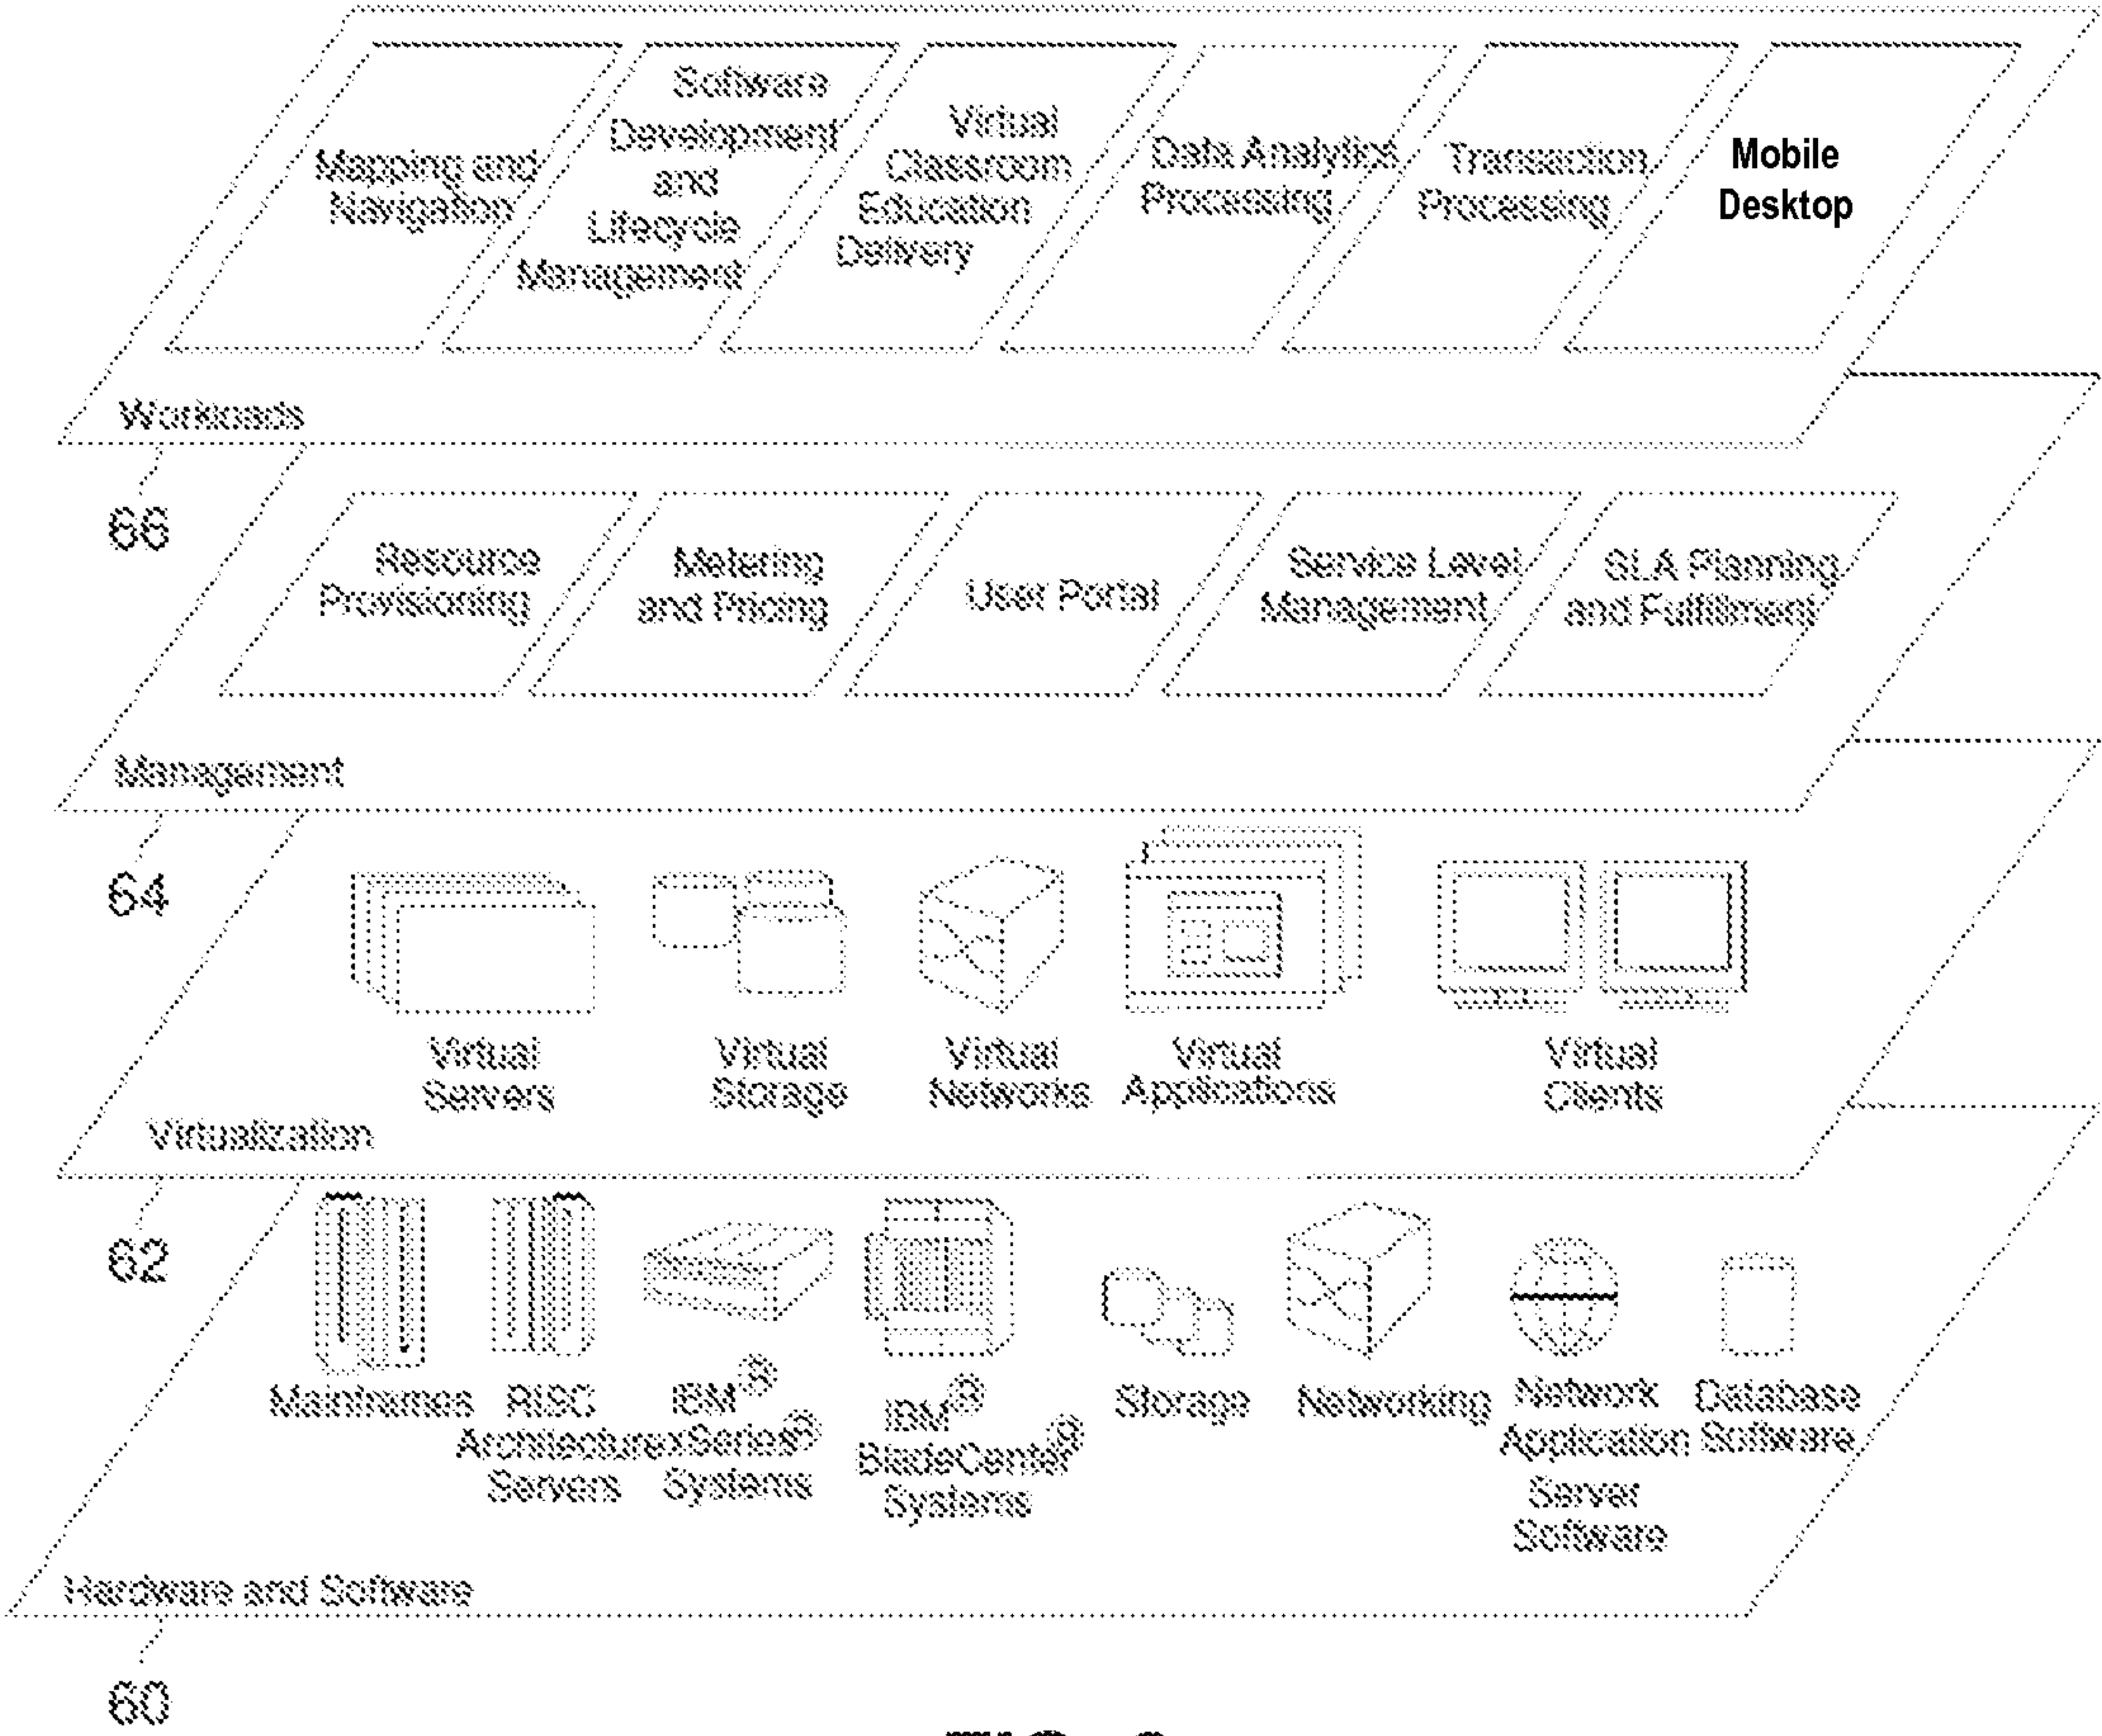 Mapping and
Navigation
Software
Development
and
Lifecycle
Management
Virtual
Classroom
Education
Delivery
Data Analytics
Processing
Transaction
Processing
Mobile
Desktop
Workloads
66
Resource
Provisioning
Metering
and Pricing
User Portal
Service Level
Management
SLA Planning
and Fulfillment
Management
64
Virtual
Servers
Virtual
Storage
Virtual
Networks
Virtual
Applications
Virtual
Clients
Virtualization
62
Mainframes
RISC
Architecture
Servers
IBM®
xSeries®
Systems
IBM®
BladeCenter®
Systems
Storage
Networking
Network
Application
Server
Software
Database
Software
Hardware and Software
60